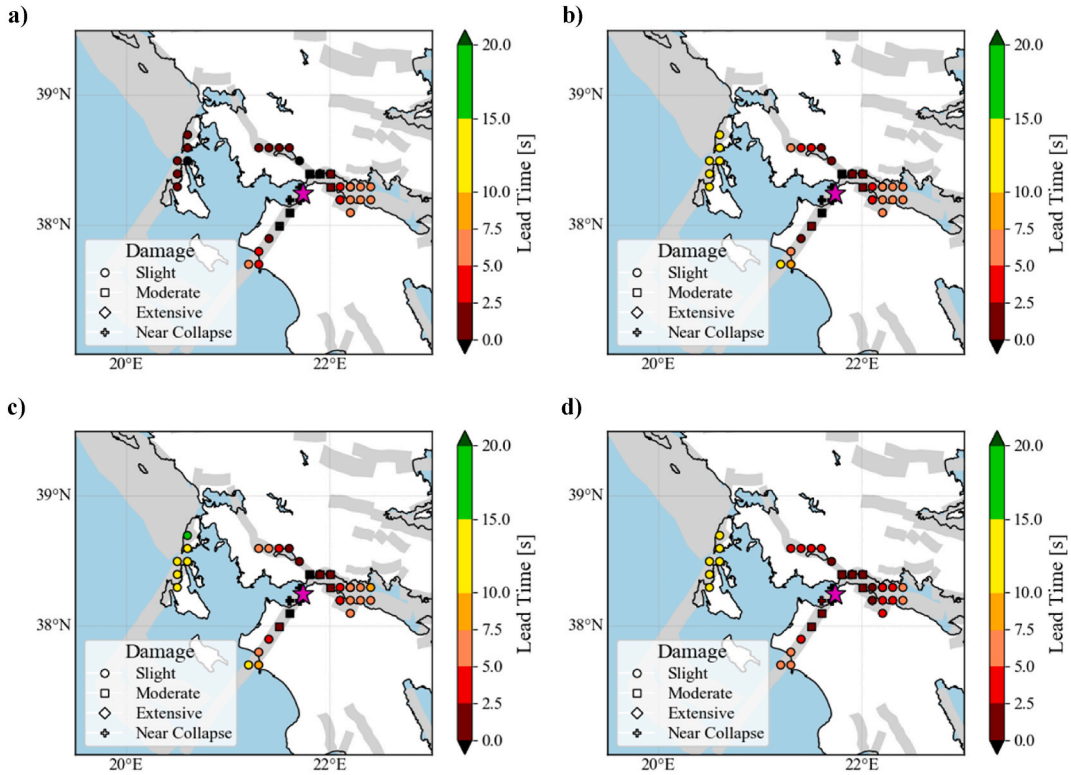 a)
39°N
38°N
20°E
22°E
Damage
Slight
Moderate
Extensive
Near Collapse
20.0
15.0
10.0
7.5
5.0
2.5
0.0
Lead Time [s]
b)
39°N
38°N
20°E
22°E
Damage
Slight
Moderate
Extensive
Near Collapse
20.0
15.0
10.0
7.5
5.0
2.5
0.0
Lead Time [s]
c)
39°N
38°N
20°E
22°E
Damage
Slight
Moderate
Extensive
Near Collapse
20.0
15.0
10.0
7.5
5.0
2.5
0.0
Lead Time [s]
d)
39°N
38°N
20°E
22°E
Damage
Slight
Moderate
Extensive
Near Collapse
20.0
15.0
10.0
7.5
5.0
2.5
0.0
Lead Time [s]